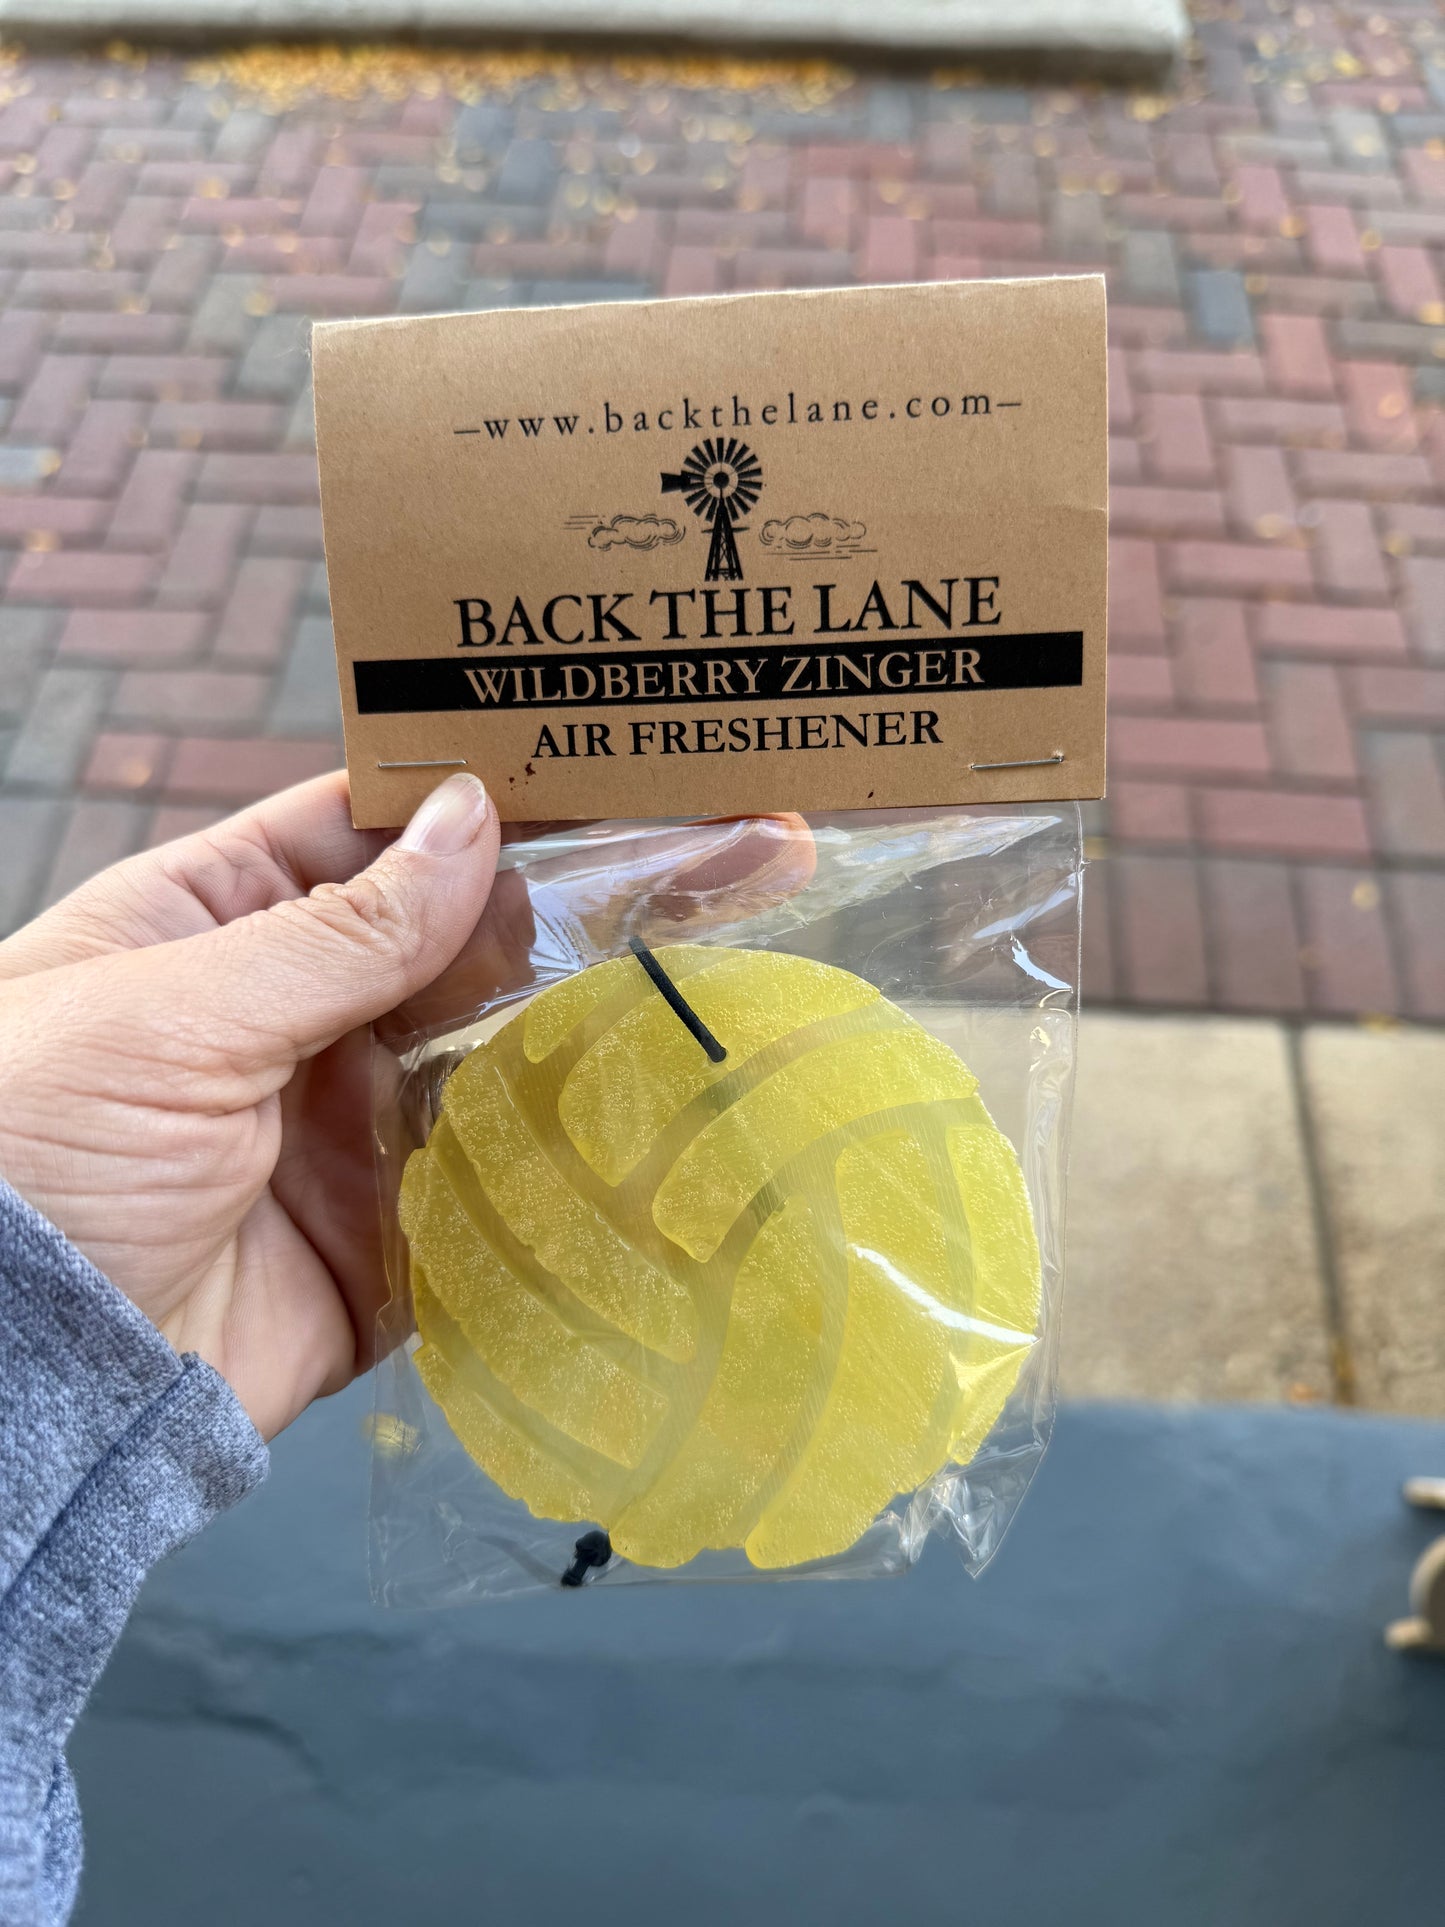 —www.backthelane.com—
BACK THE LANE
WILDBERRY ZINGER
AIR FRESHENER